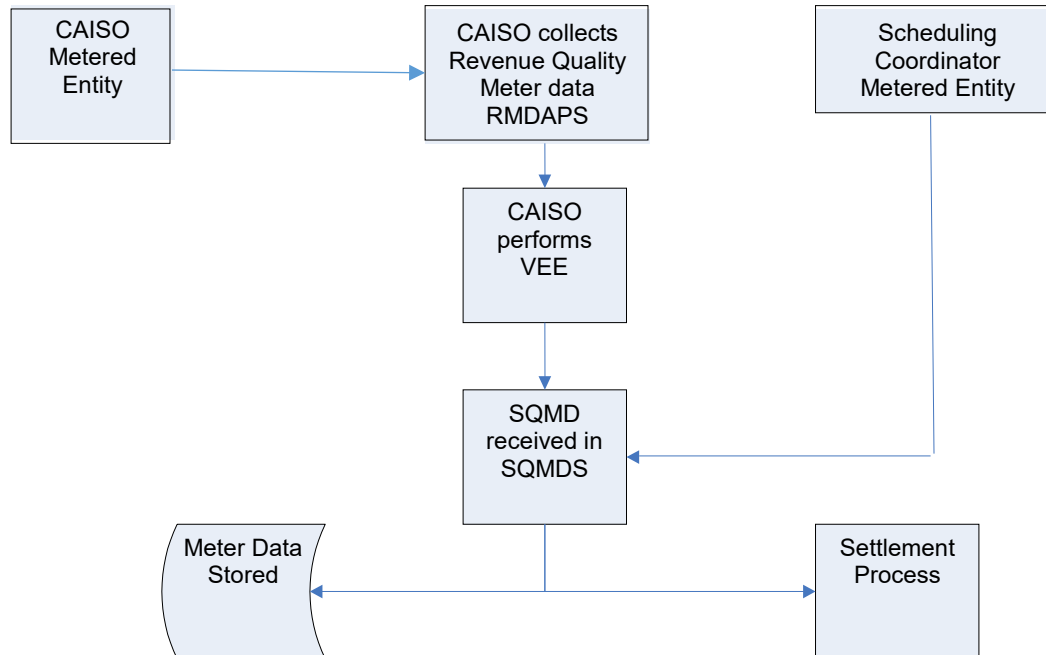 CAISO
Metered
Entity
CAISO collects
Revenue Quality
Meter data
RMDAPS
Scheduling
Coordinator
Metered Entity
CAISO
performs
VEE
SQMD
received in
SQMDS
Meter Data
Stored
Settlement
Process